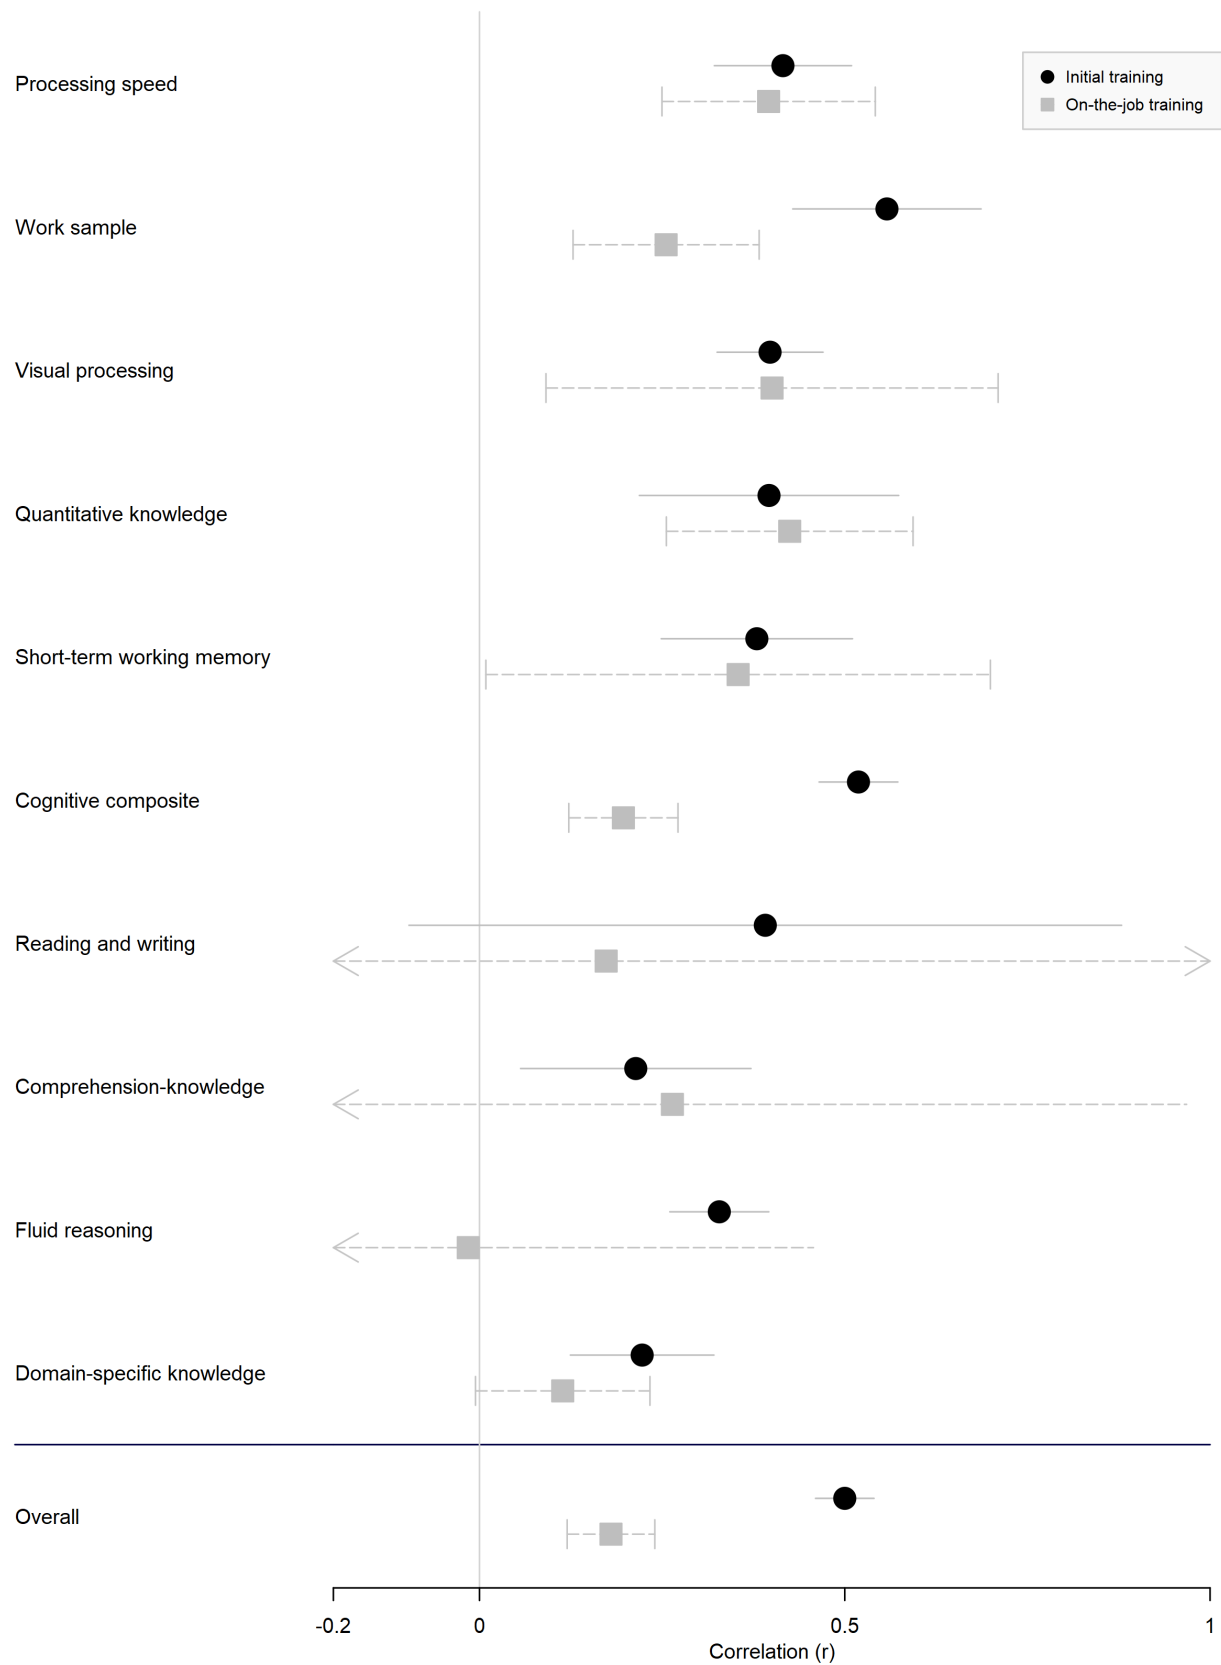 Processing speed
Initial training
On-the-job training
Work sample
Visual processing
Quantitative knowledge
Short-term working memory
Cognitive composite
Reading and writing
Comprehension-knowledge
Fluid reasoning
Domain-specific knowledge
Overall
-0.2 0 0.5 1
Correlation (r)